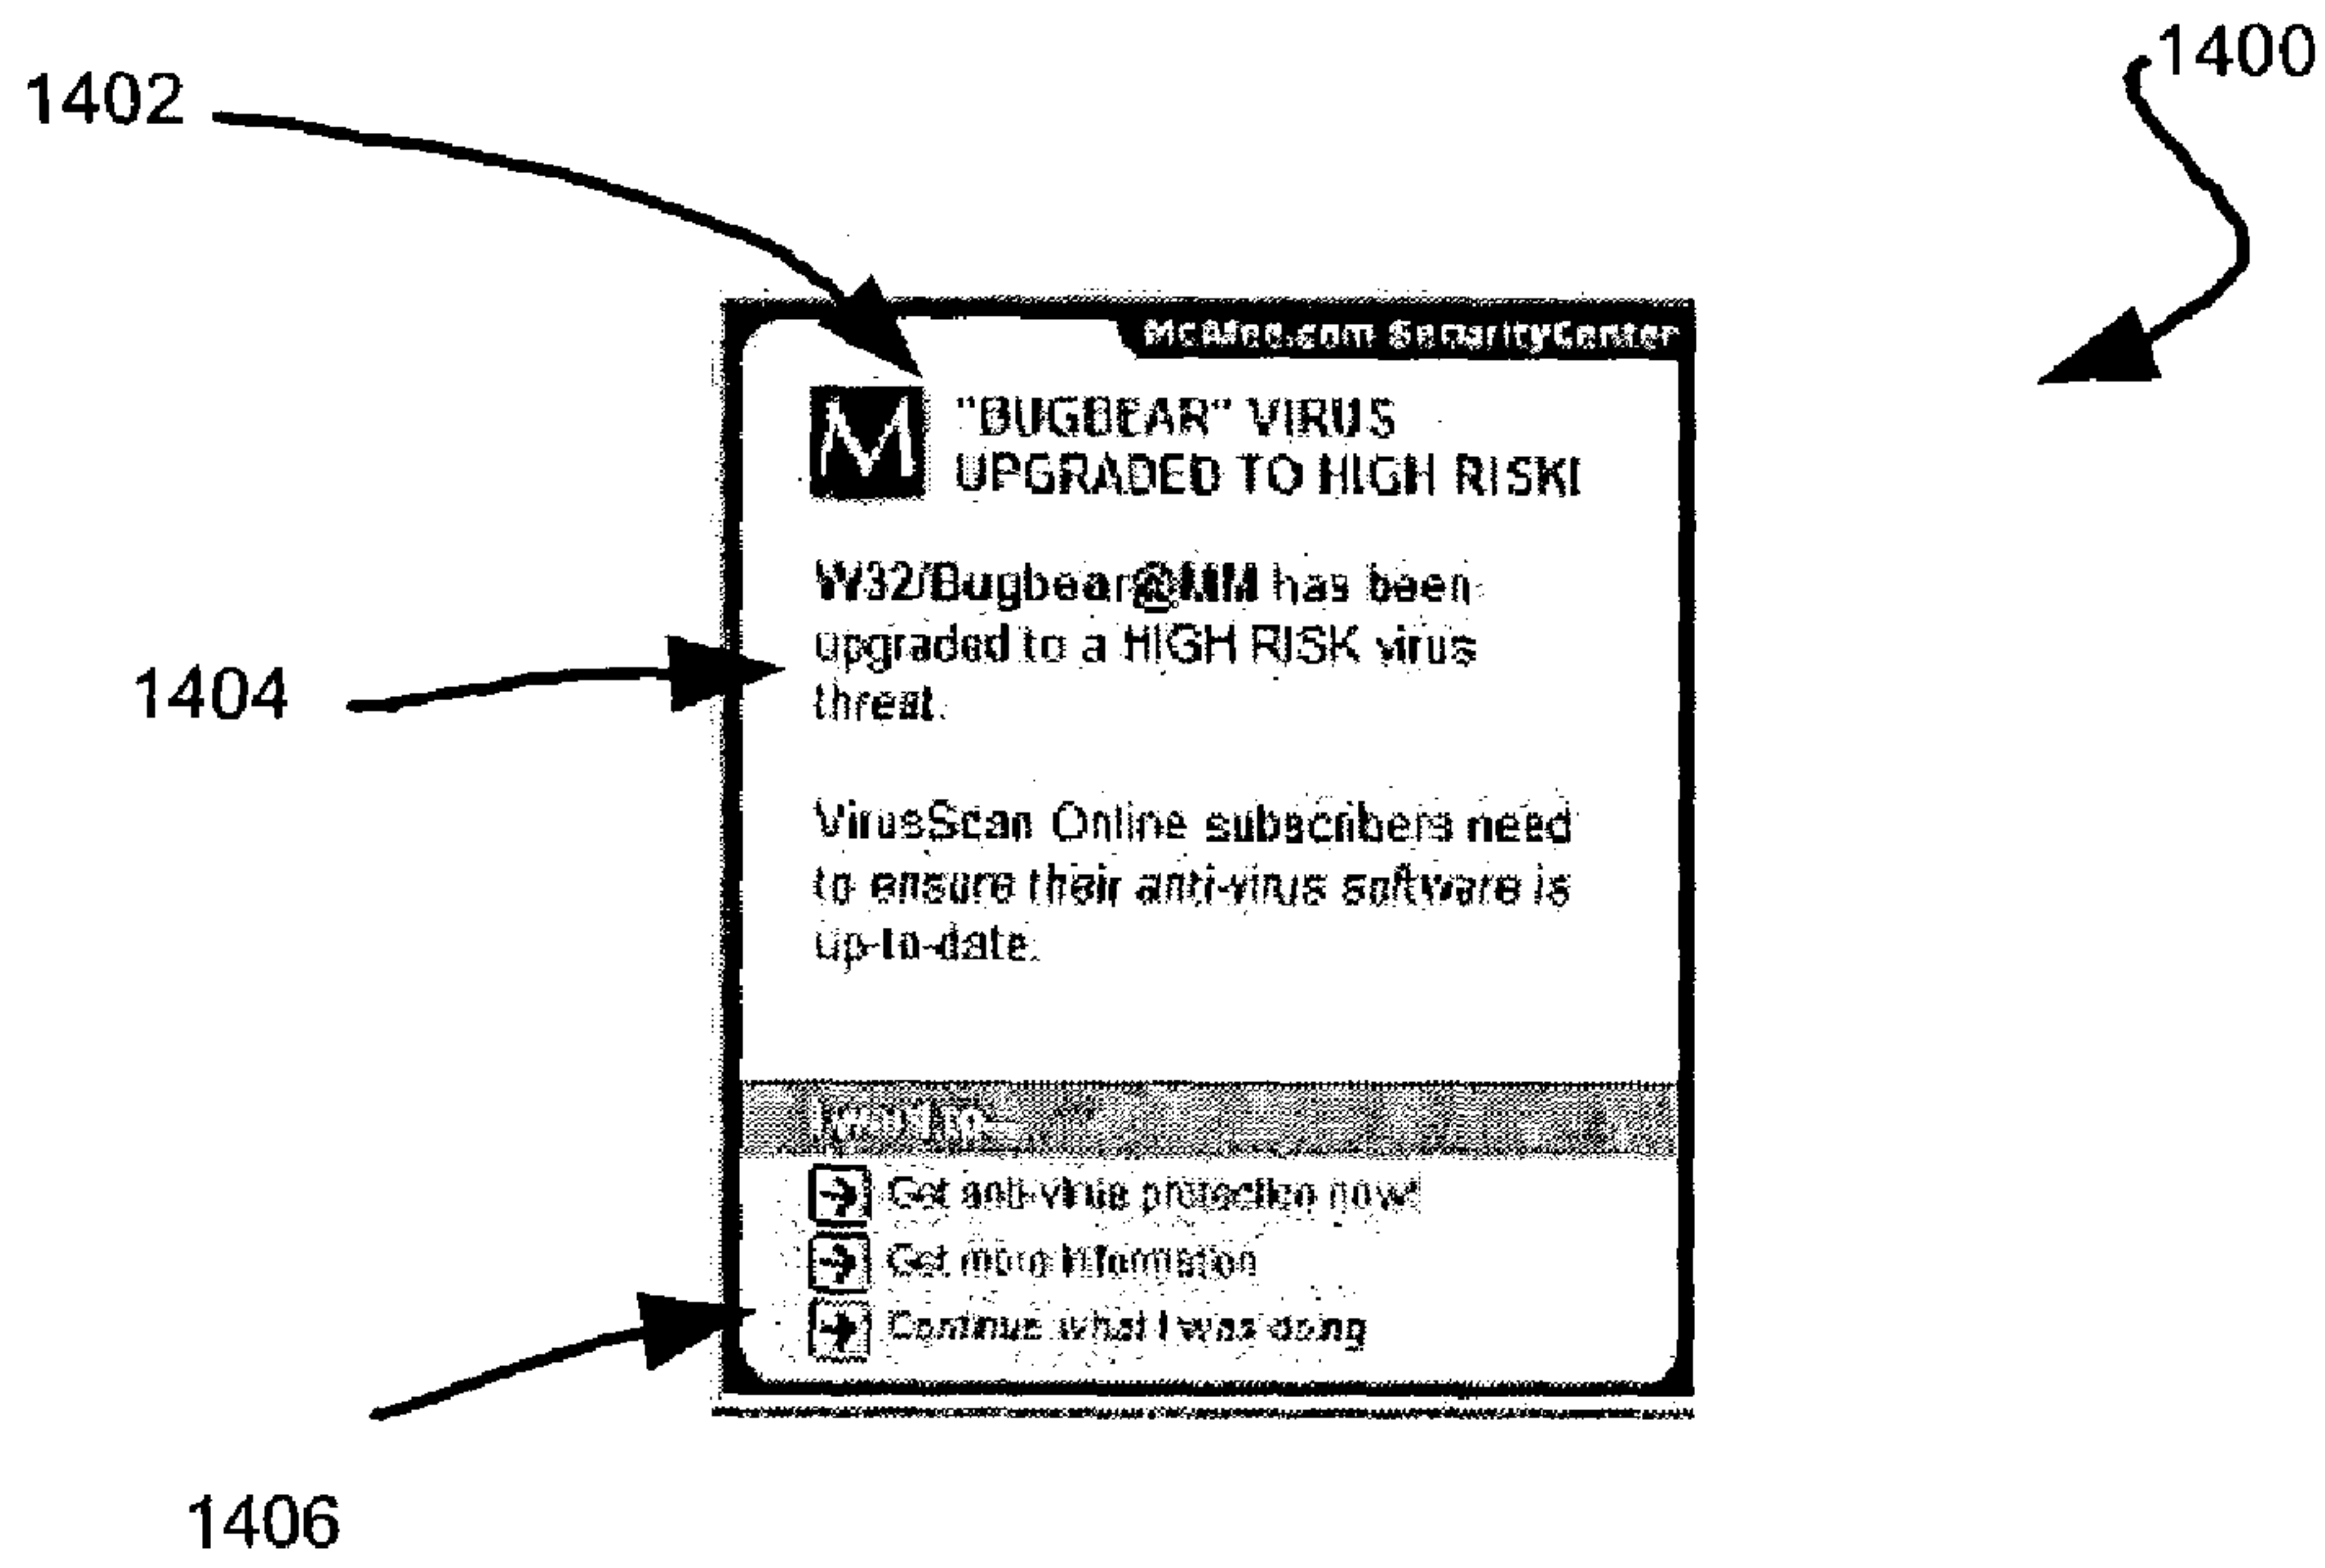 1400
1402
McAfee.com SecurityCenter
M
"BUGBEAR" VIRUS
UPGRADED TO HIGH RISK!
W32/Bugbear@MM has been
upgraded to a HIGH RISK virus
threat.
1404
VirusScan Online subscribers need
to ensure their anti-virus software is
up-to-date.
I want to...
Get anti-virus protection now!
Get more information
Continue what I was doing
1406